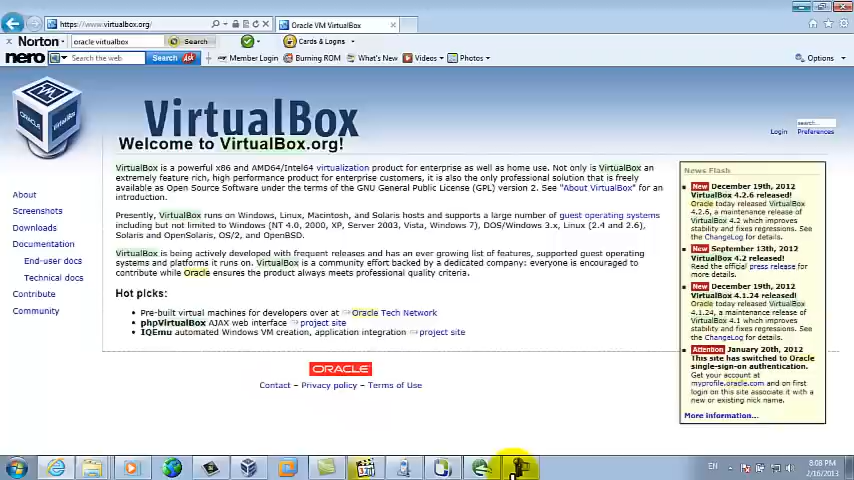 https://www.virtualbox.org/
Oracle VM VirtualBox
Norton
oracle virtualbox
Search
Cards & Logins
nero
Search the web
Search
Member Login
Burning ROM
What's New
Videos
Photos
Options
ORACLE
VirtualBox
VirtualBox
search...
Login Preferences
Welcome to VirtualBox.org!
About
Screenshots
Downloads
Documentation
End-user docs
Technical docs
Contribute
Community
VirtualBox is a powerful x86 and AMD64/Intel64 virtualization product for enterprise as well as home use. Not only is VirtualBox an
extremely feature rich, high performance product for enterprise customers, it is also the only professional solution that is freely
available as Open Source Software under the terms of the GNU General Public License (GPL) version 2. See "About VirtualBox" for an
introduction.
Presently, VirtualBox runs on Windows, Linux, Macintosh, and Solaris hosts and supports a large number of guest operating systems
including but not limited to Windows (NT 4.0, 2000, XP, Server 2003, Vista, Windows 7), DOS/Windows 3.x, Linux (2.4 and 2.6),
Solaris and OpenSolaris, OS/2, and OpenBSD.
VirtualBox is being actively developed with frequent releases and has an ever growing list of features, supported guest operating
systems and platforms it runs on. VirtualBox is a community effort backed by a dedicated company: everyone is encouraged to
contribute while Oracle ensures the product always meets professional quality criteria.
Hot picks:
Pre-built virtual machines for developers over at Oracle Tech Network
phpVirtualBox AJAX web interface project site
IQEmu automated Windows VM creation, application integration project site
ORACLE
Contact – Privacy policy – Terms of Use
News Flash
New December 19th, 2012
VirtualBox 4.2.6 released!
Oracle today released VirtualBox
4.2.6, a maintenance release of
VirtualBox 4.2 which improves
stability and fixes regressions. See
the ChangeLog for details.
New September 13th, 2012
VirtualBox 4.2 released!
Read the official press release for
more details.
New December 19th, 2012
VirtualBox 4.1.24 released!
Oracle today released VirtualBox
4.1.24, a maintenance release of
VirtualBox 4.1 which improves
stability and fixes regressions. See
the ChangeLog for details.
Attention January 20th, 2012
This site has switched to Oracle
single-sign-on authentication.
Get your account at
myprofile.oracle.com and on first
login on this site associate it with
a new or existing nick name.
More information...
EN
8:08 PM
2/16/2013